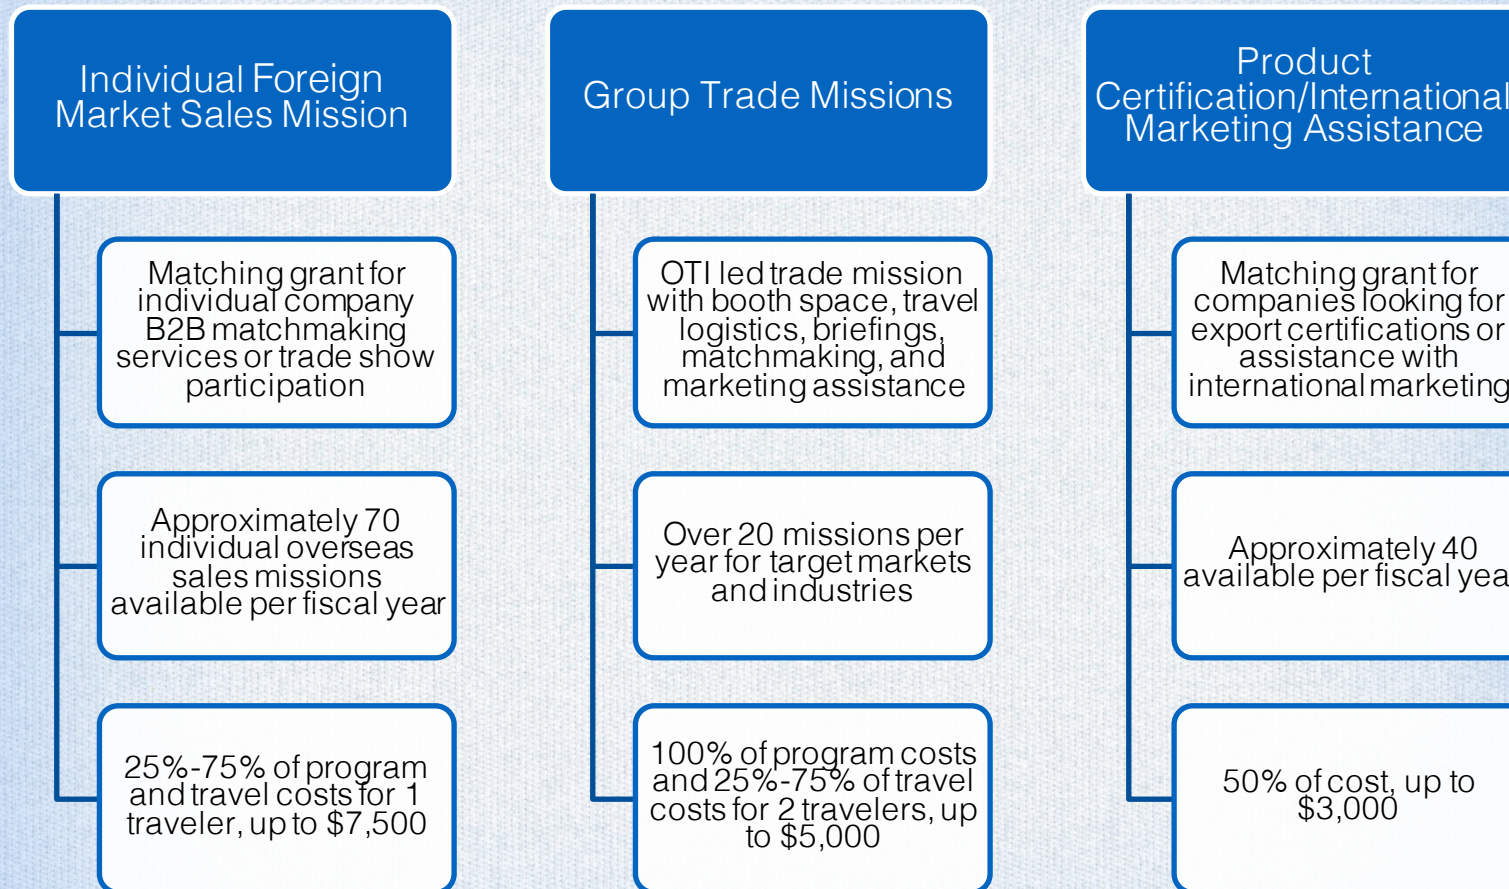 Individual Foreign
Market Sales Mission
Matching grant for
individual company
B2B matchmaking
services or trade show
participation
Approximately 70
individual overseas
sales missions
available per fiscal year
25%-75% of program
and travel costs for 1
traveler, up to $7,500
Group Trade Missions
OTI led trade mission
with booth space, travel
logistics, briefings,
matchmaking, and
marketing assistance
Over 20 missions per
year for target markets
and industries
100% of program costs
and 25%-75% of travel
costs for 2 travelers, up
to $5,000
Product
Certification/International
Marketing Assistance
Matching grant for
companies looking for
export certifications or
assistance with
international marketing
Approximately 40
available per fiscal year
50% of cost, up to
$3,000